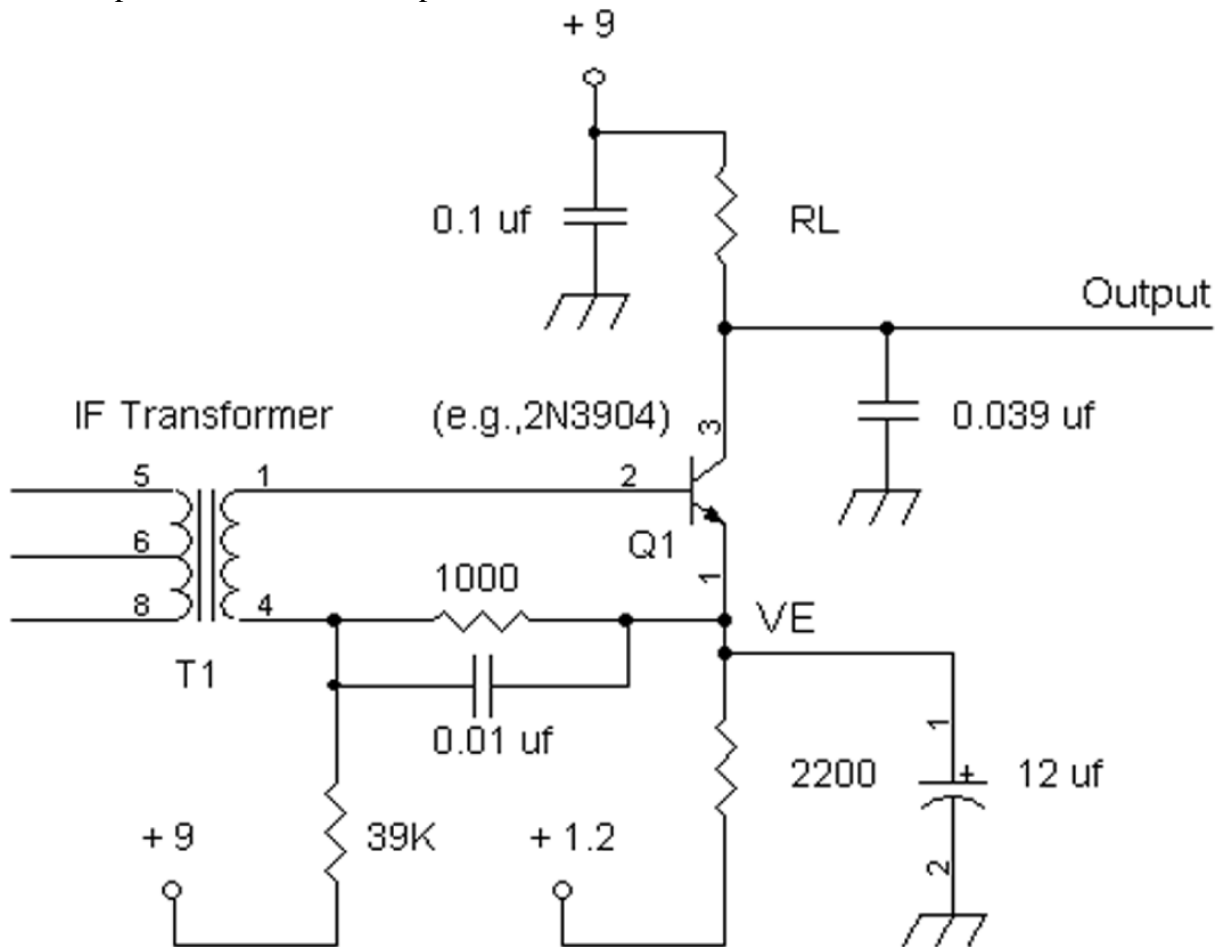 + 9
0.1 uf
RL
Output
IF Transformer
(e.g.,2N3904)
3
0.039 uf
5
1
2
6
Q1
1000
1
8
4
VE
T1
0.01 uf
1
2200
+
12 uf
+ 9
39K
+ 1.2
2